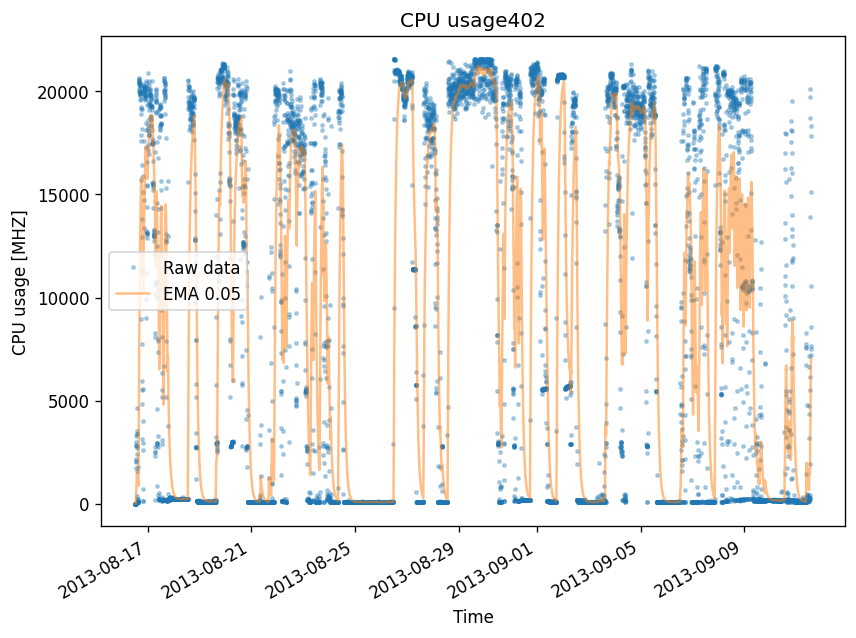 CPU usage402
CPU usage [MHZ]
20000
15000
10000
5000
0
Raw data
EMA 0.05
2013-08-17
2013-08-21
2013-08-25
2013-08-29
2013-09-01
2013-09-05
2013-09-09
Time